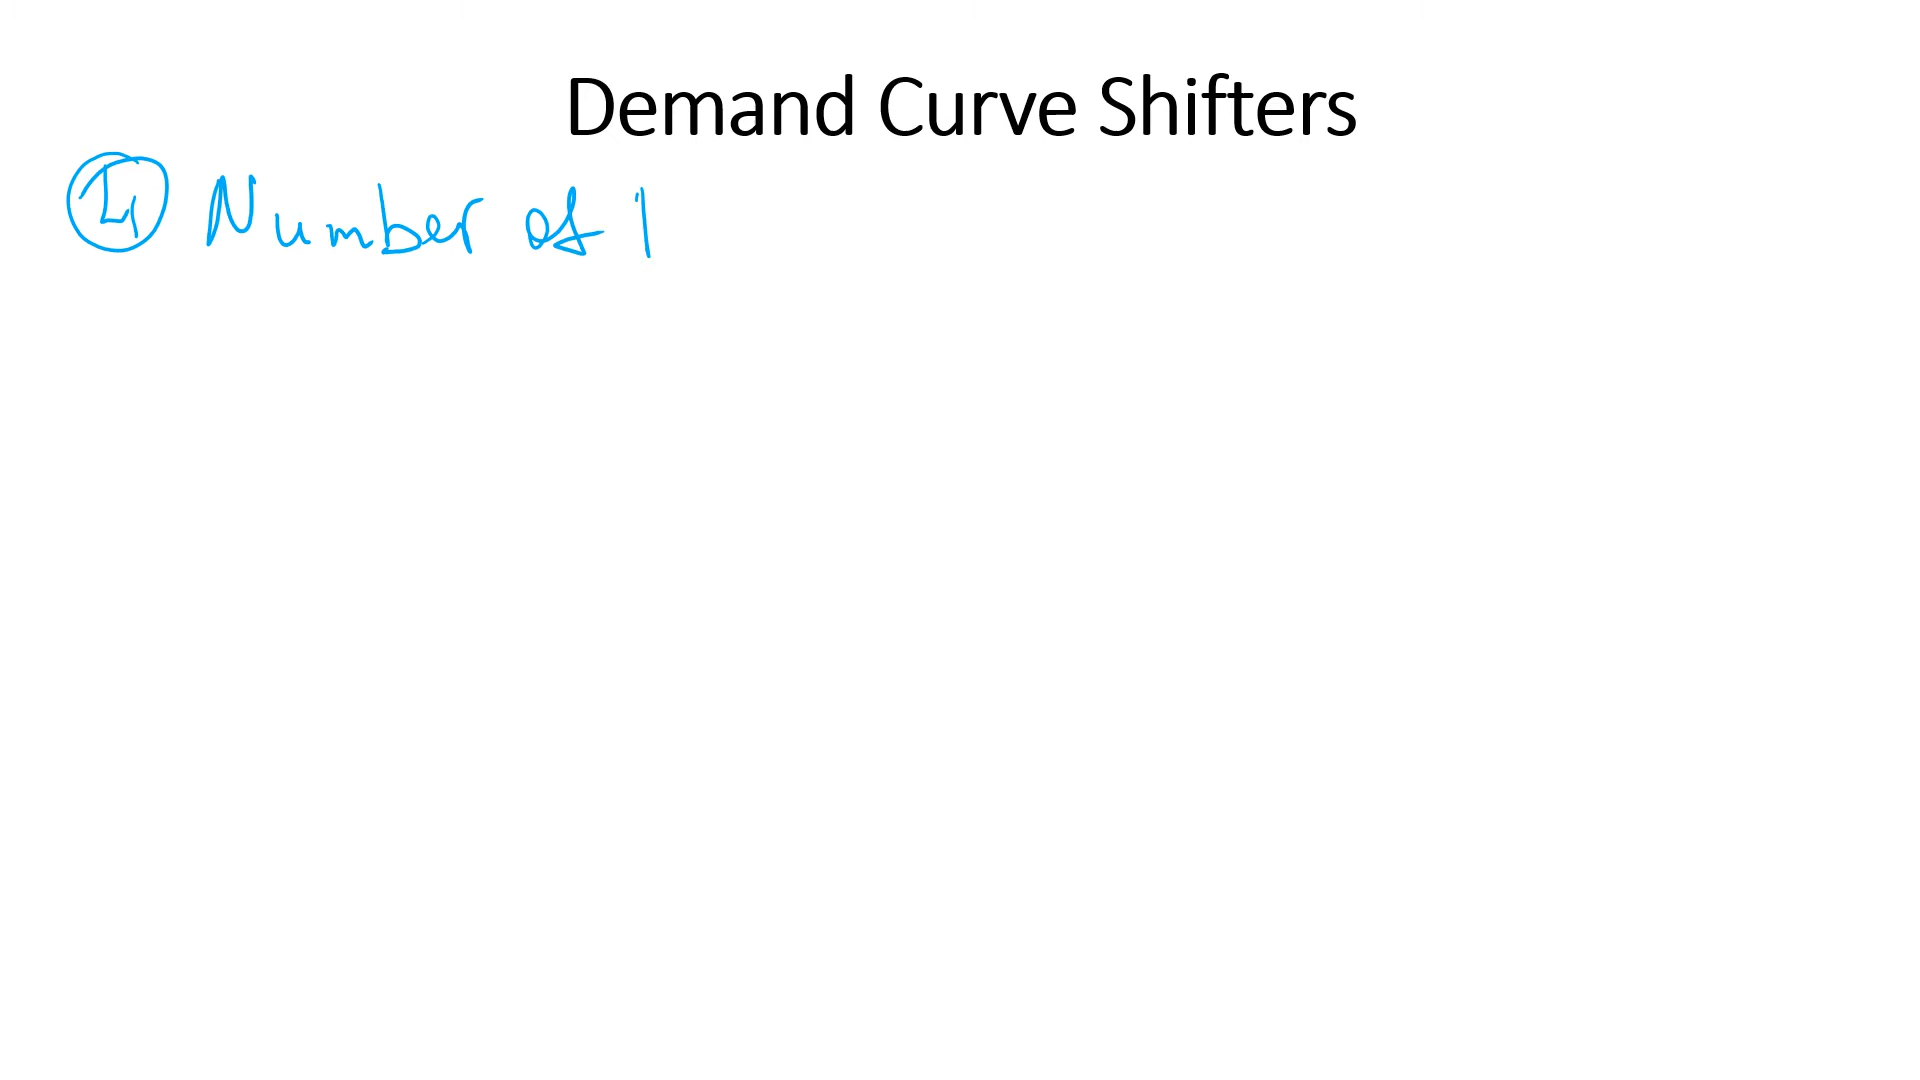 Demand Curve Shifters
④ Number of